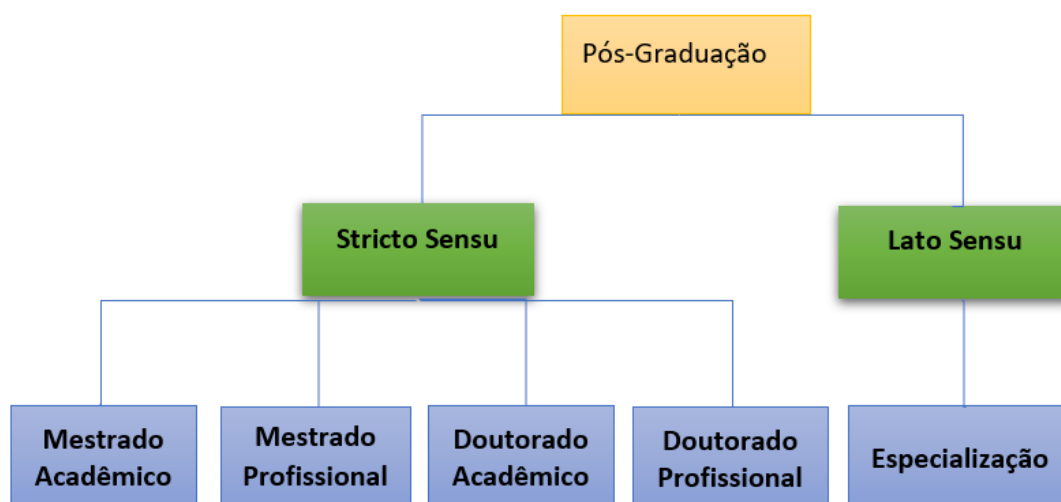 Pós-Graduação
Stricto Sensu
Lato Sensu
Mestrado
Acadêmico
Mestrado
Profissional
Doutorado
Acadêmico
Doutorado
Profissional
Especialização